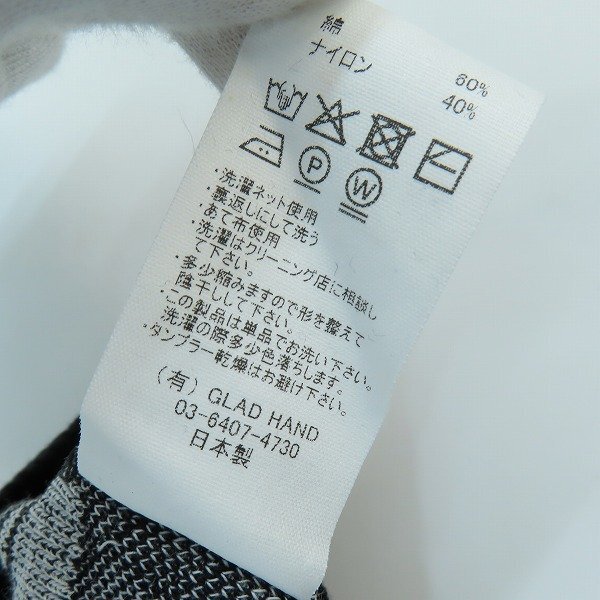 綿 60%
ナイロン 40%
P W
・洗濯ネット使用
・裏返しにして洗う
・あて布使用
・洗濯はクリーニング店に相談し
て下さい。
・多少縮みますので形を整えて
陰干しして下さい。
・この製品は単品でお洗い下さい。
洗濯の際多少色落ちします。
・タンブラー乾燥はお避け下さい。
(有) GLAD HAND
03-6407-4730
日本製